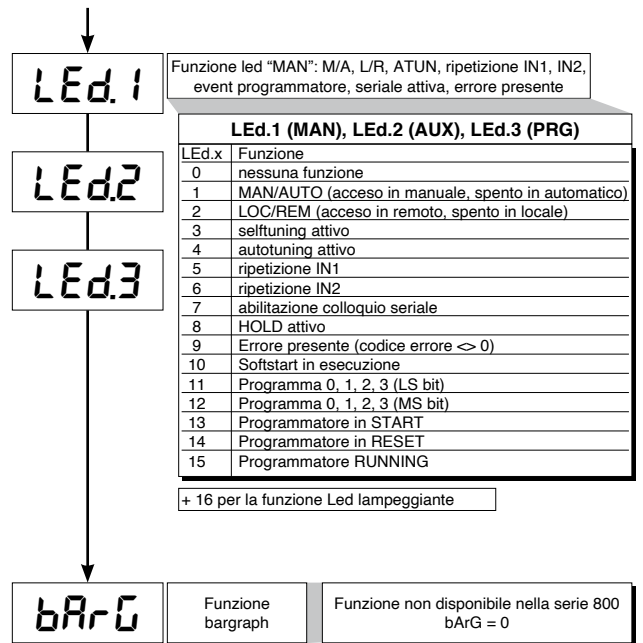 LEd.1
Funzione led “MAN”: M/A, L/R, ATUN, ripetizione IN1, IN2,
event programmatore, seriale attiva, errore presente
LEd.1 (MAN), LEd.2 (AUX), LEd.3 (PRG)
LEd.x Funzione
0 nessuna funzione
1 MAN/AUTO (acceso in manuale, spento in automatico)
2 LOC/REM (acceso in remoto, spento in locale)
3 selftuning attivo
4 autotuning attivo
5 ripetizione IN1
6 ripetizione IN2
7 abilitazione colloquio seriale
8 HOLD attivo
9 Errore presente (codice errore <> 0)
10 Softstart in esecuzione
11 Programma 0, 1, 2, 3 (LS bit)
12 Programma 0, 1, 2, 3 (MS bit)
13 Programmatore in START
14 Programmatore in RESET
15 Programmatore RUNNING
LEd.2
LEd.3
+ 16 per la funzione Led lampeggiante
bArG
Funzione
bargraph
Funzione non disponibile nella serie 800
bArG = 0